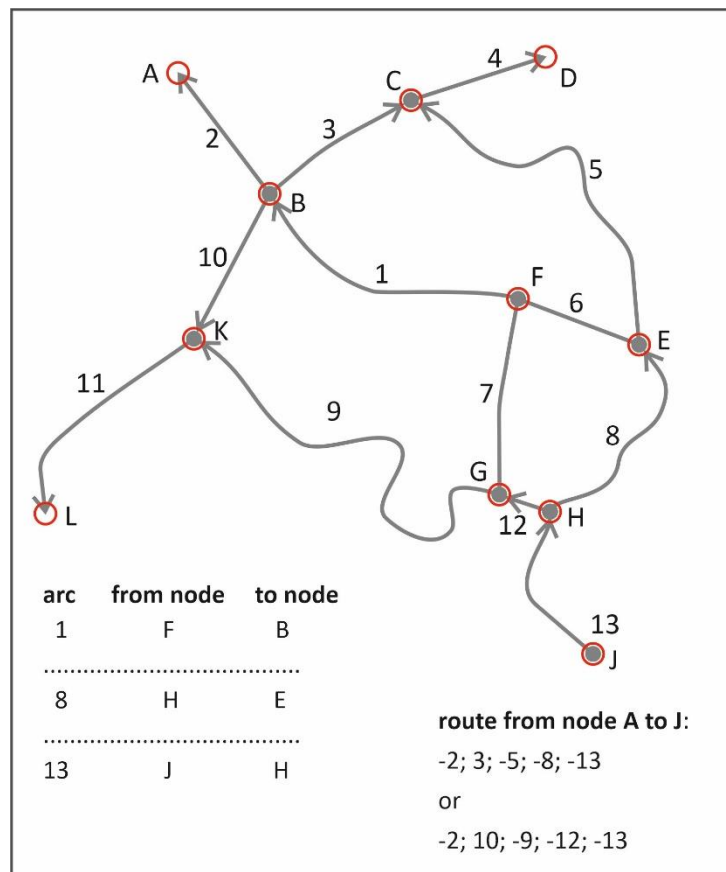 A
2
B
3
C
4
D
5
10
1
F
6
E
K
11
9
7
8
G
12
H
L
13
J
arc from node to node
1 F B
.............................................
8 H E
.............................................
13 J H
route from node A to J:
-2; 3; -5; -8; -13
or
-2; 10; -9; -12; -13